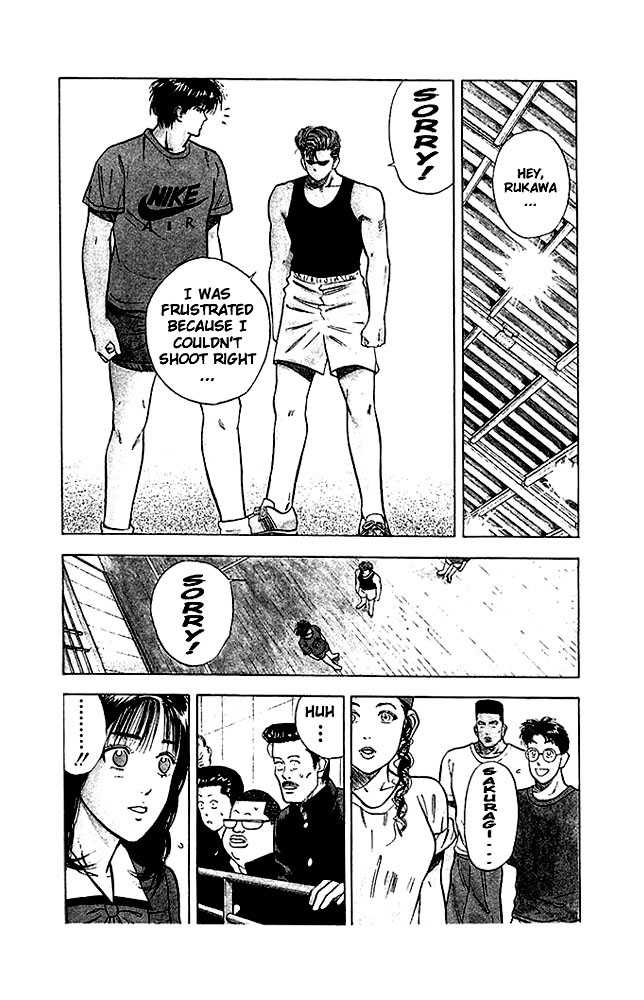 HEY,
RUKAWA
...
SORRY!
I WAS
FRUSTRATED
BECAUSE I
COULDN'T
SHOOT RIGHT
...
NIKE
AIR
SORRY!
SAKURAGI...
HUH
...
......!!